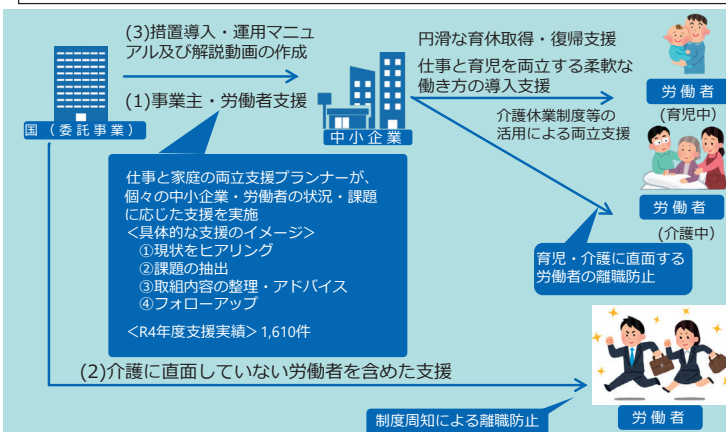 (3)措置導入・運用マニュ
アル及び解説動画の作成
(1)事業主・労働者支援
国（委託事業）
中小企業
円滑な育休取得・復帰支援
仕事と育児を両立する柔軟な
働き方の導入支援
介護休業制度等の
活用による両立支援
労働者
(育児中)
労働者
(介護中)
仕事と家庭の両立支援プランナーが、
個々の中小企業・労働者の状況・課題
に応じた支援を実施
<具体的な支援のイメージ>
①現状をヒアリング
②課題の抽出
③取組内容の整理・アドバイス
④フォローアップ
<R4年度支援実績> 1,610件
育児・介護に直面する
労働者の離職防止
(2)介護に直面していない労働者を含めた支援
制度周知による離職防止
労働者